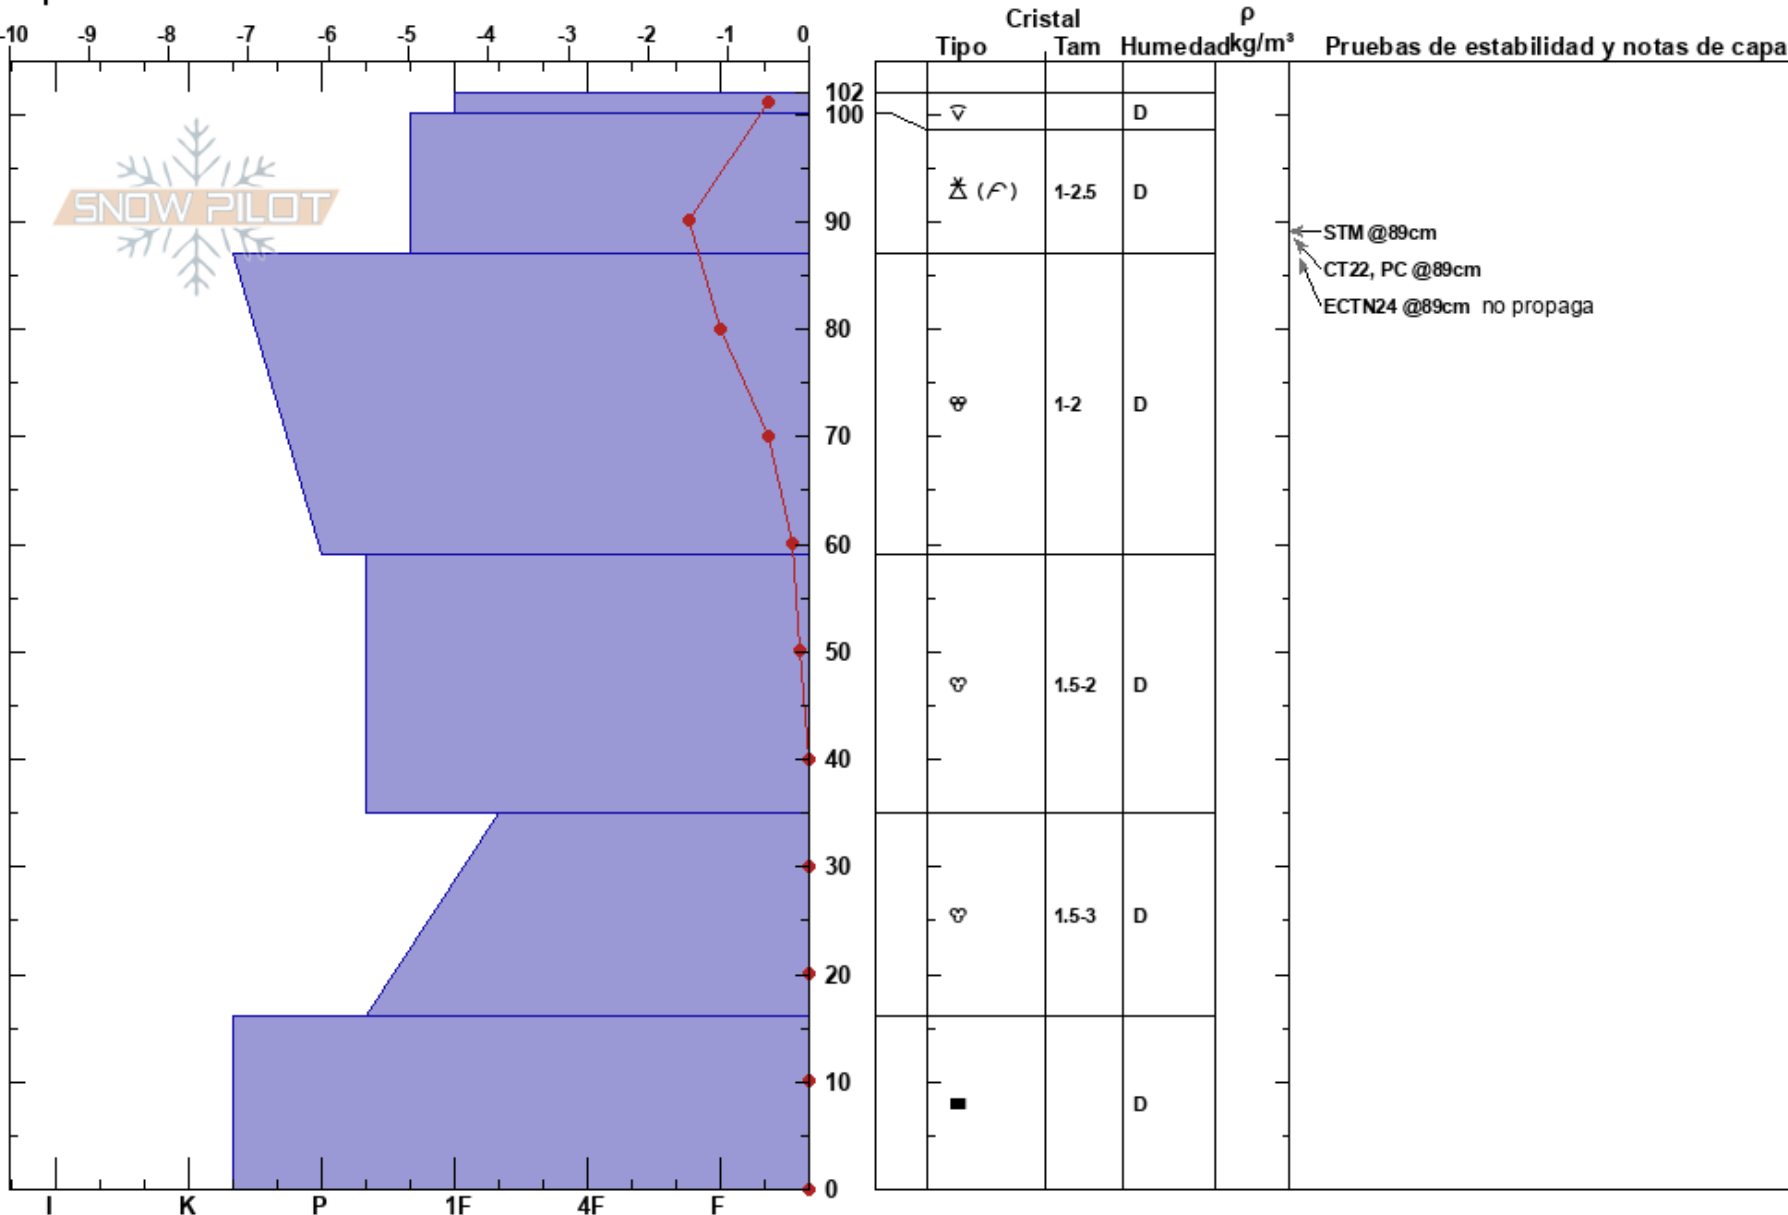 Cristal ρ
-10 -9 -8 -7 -6 -5 -4 -3 -2 -1 0 Tipo Tam Humedad kg/m³ Pruebas de estabilidad y notas de capa
102
100 D
SNOW PILOT
( ) 1-2.5 D
90
STM @89cm
CT22, PC @89cm
ECTN24 @89cm no propaga
80
1-2 D
70
60
50
1.5-2 D
40
30
1.5-3 D
20
10
D
0
I K P 1F 4F F